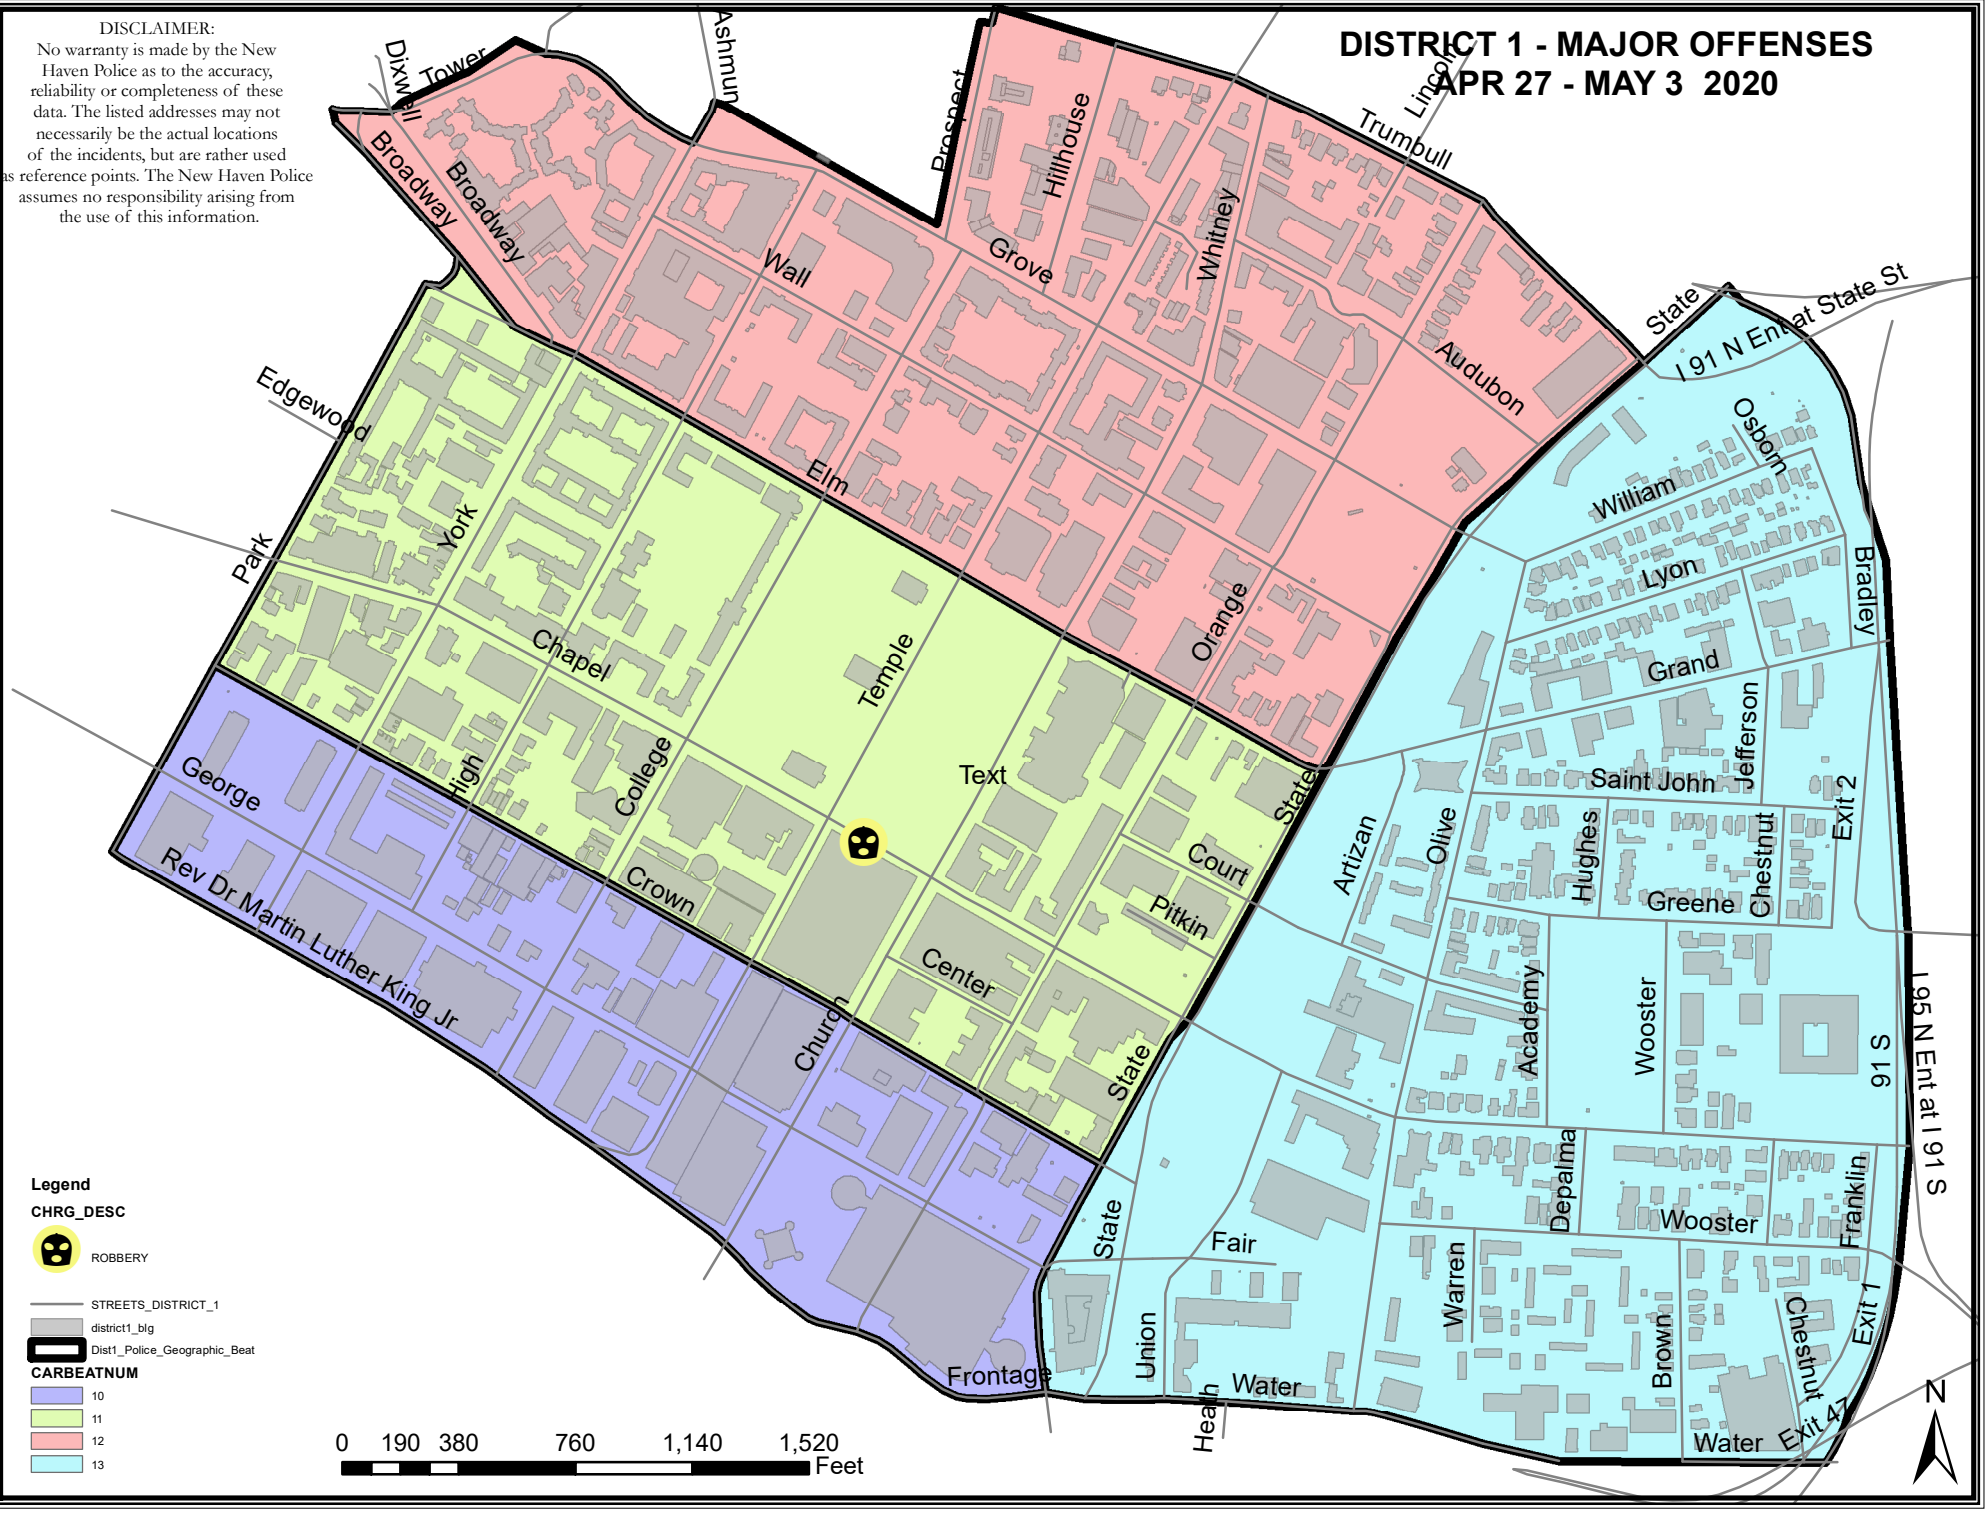 DISCLAIMER:
No warranty is made by the New
Haven Police as to the accuracy,
reliability or completeness of these
data. The listed addresses may not
necessarily be the actual locations
of the incidents, but are rather used
as reference points. The New Haven Police
assumes no responsibility arising from
the use of this information.
DISTRICT 1 - MAJOR OFFENSES
APR 27 - MAY 3 2020
Dixwell
Tower
Ashmun
Prospect
Hillhouse
Lincoln
Trumbull
Broadway
Broadway
Wall
Grove
Whitney
State
I 91 N Ent at State St
Audubon
Edgewood
Osborn
Elm
William
York
Park
Lyon
Bradley
Orange
Chapel
Temple
Grand
Jefferson
George
High
College
Text
State
Saint John
Exit 2
Artizan
Olive
Hughes
Chestnut
Court
Crown
Greene
Pitkin
Rev Dr Martin Luther King Jr
Center
Church
Academy
Wooster
91 S
I 95 N Ent at I 91 S
State
Depalma
Franklin
State
Fair
Wooster
Warren
Union
Brown
Chestnut
Exit 1
Frontage
Heath
Water
Water
Exit 47
Legend
CHRG_DESC
ROBBERY
STREETS_DISTRICT_1
district1_blg
Dist1_Police_Geographic_Beat
CARBEATNUM
10
11
12
13
0 190 380 760 1,140 1,520
Feet
N